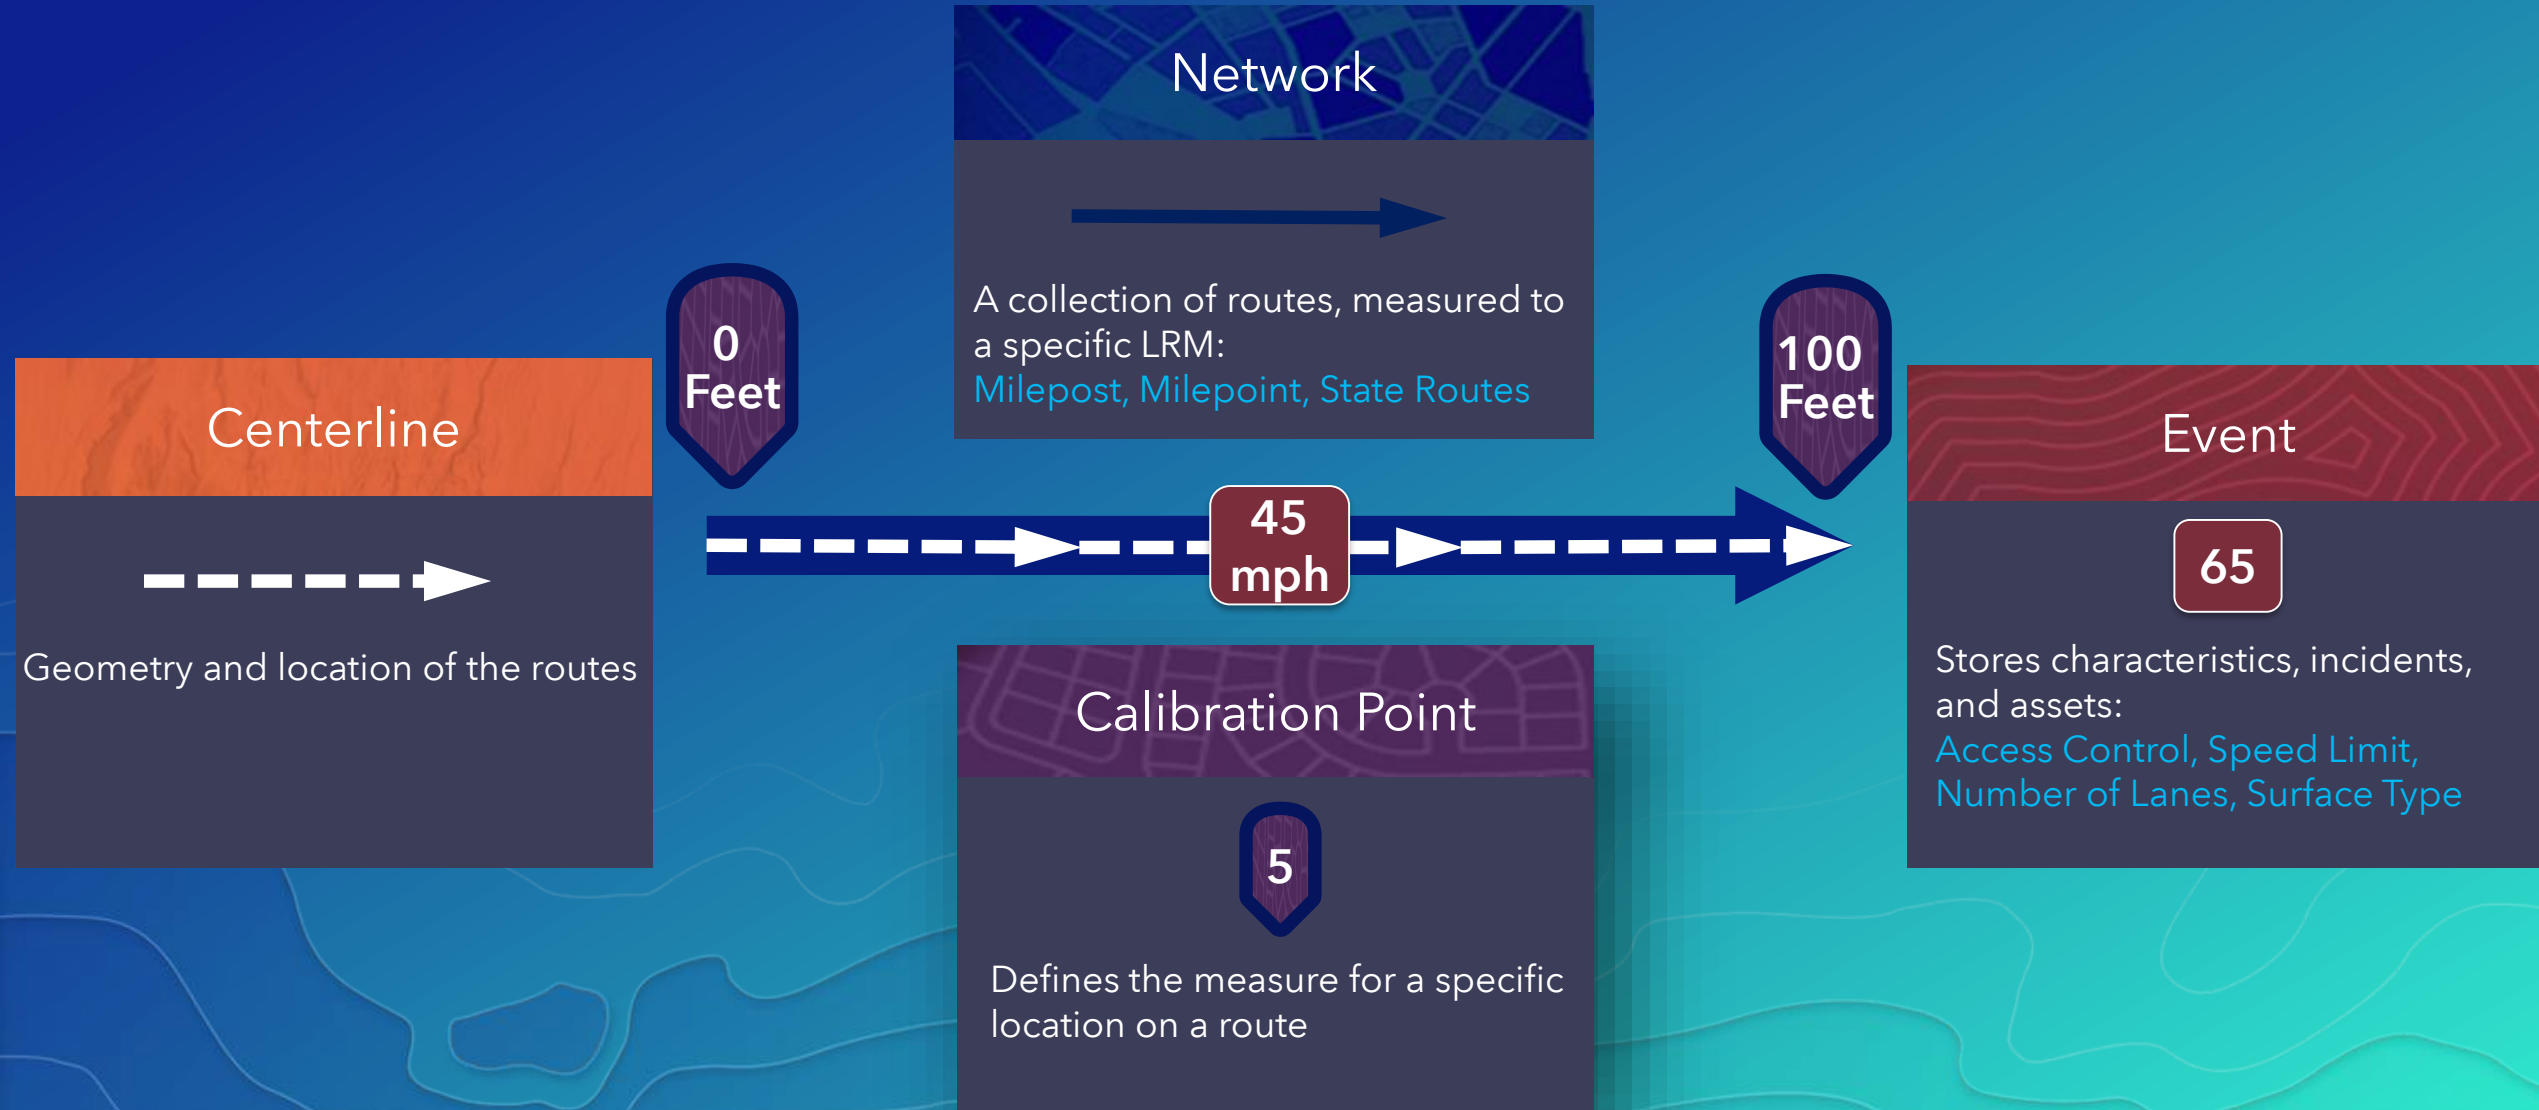 Network
A collection of routes, measured to
a specific LRM:
Milepost, Milepoint, State Routes
0
Feet
100
Feet
Centerline
Geometry and location of the routes
45
mph
Event
65
Stores characteristics, incidents,
and assets:
Access Control, Speed Limit,
Number of Lanes, Surface Type
Calibration Point
5
Defines the measure for a specific
location on a route